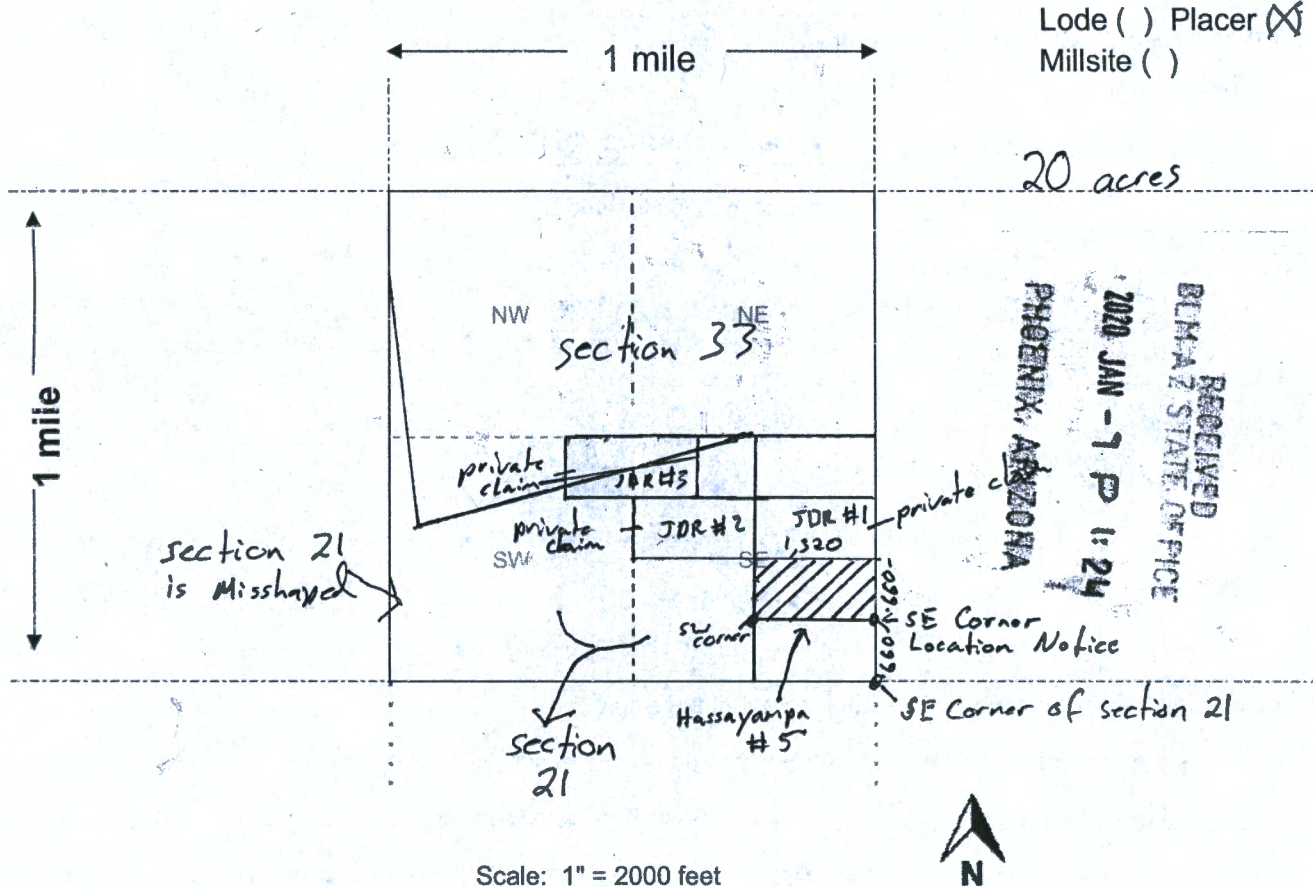 Lode ( ) Placer (X)
Millsite ( )
1 mile
20 acres
1 mile
NW
NE
section 33
RECEIVED
BLM AZ STATE OFFICE
2020 JAN -7 P 1:24
PHOENIX, ARIZONA
private
claim
JDR #3
private
claim
JDR #2
JDR #1
private claim
1,320
SW
SE
section 21
is Misshaped
660
SW
corner
SE Corner
Location Notice
660
SE Corner of section 21
Hassayampa
#5
section
21
Scale: 1" = 2000 feet
N